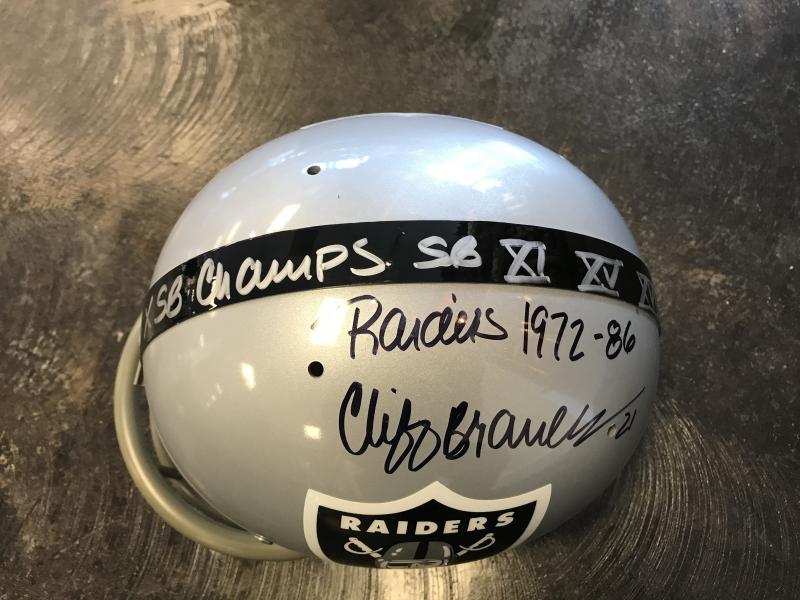 X SB Champs SB XI XV
Raiders 1972-86
Cliff Branch 21
RAIDERS